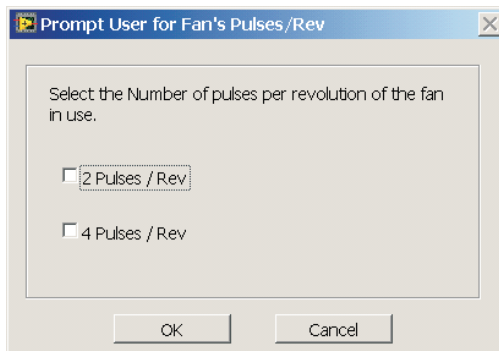 Prompt User for Fan's Pulses/Rev
Select the Number of pulses per revolution of the fan
in use.
2 Pulses / Rev
4 Pulses / Rev
OK
Cancel